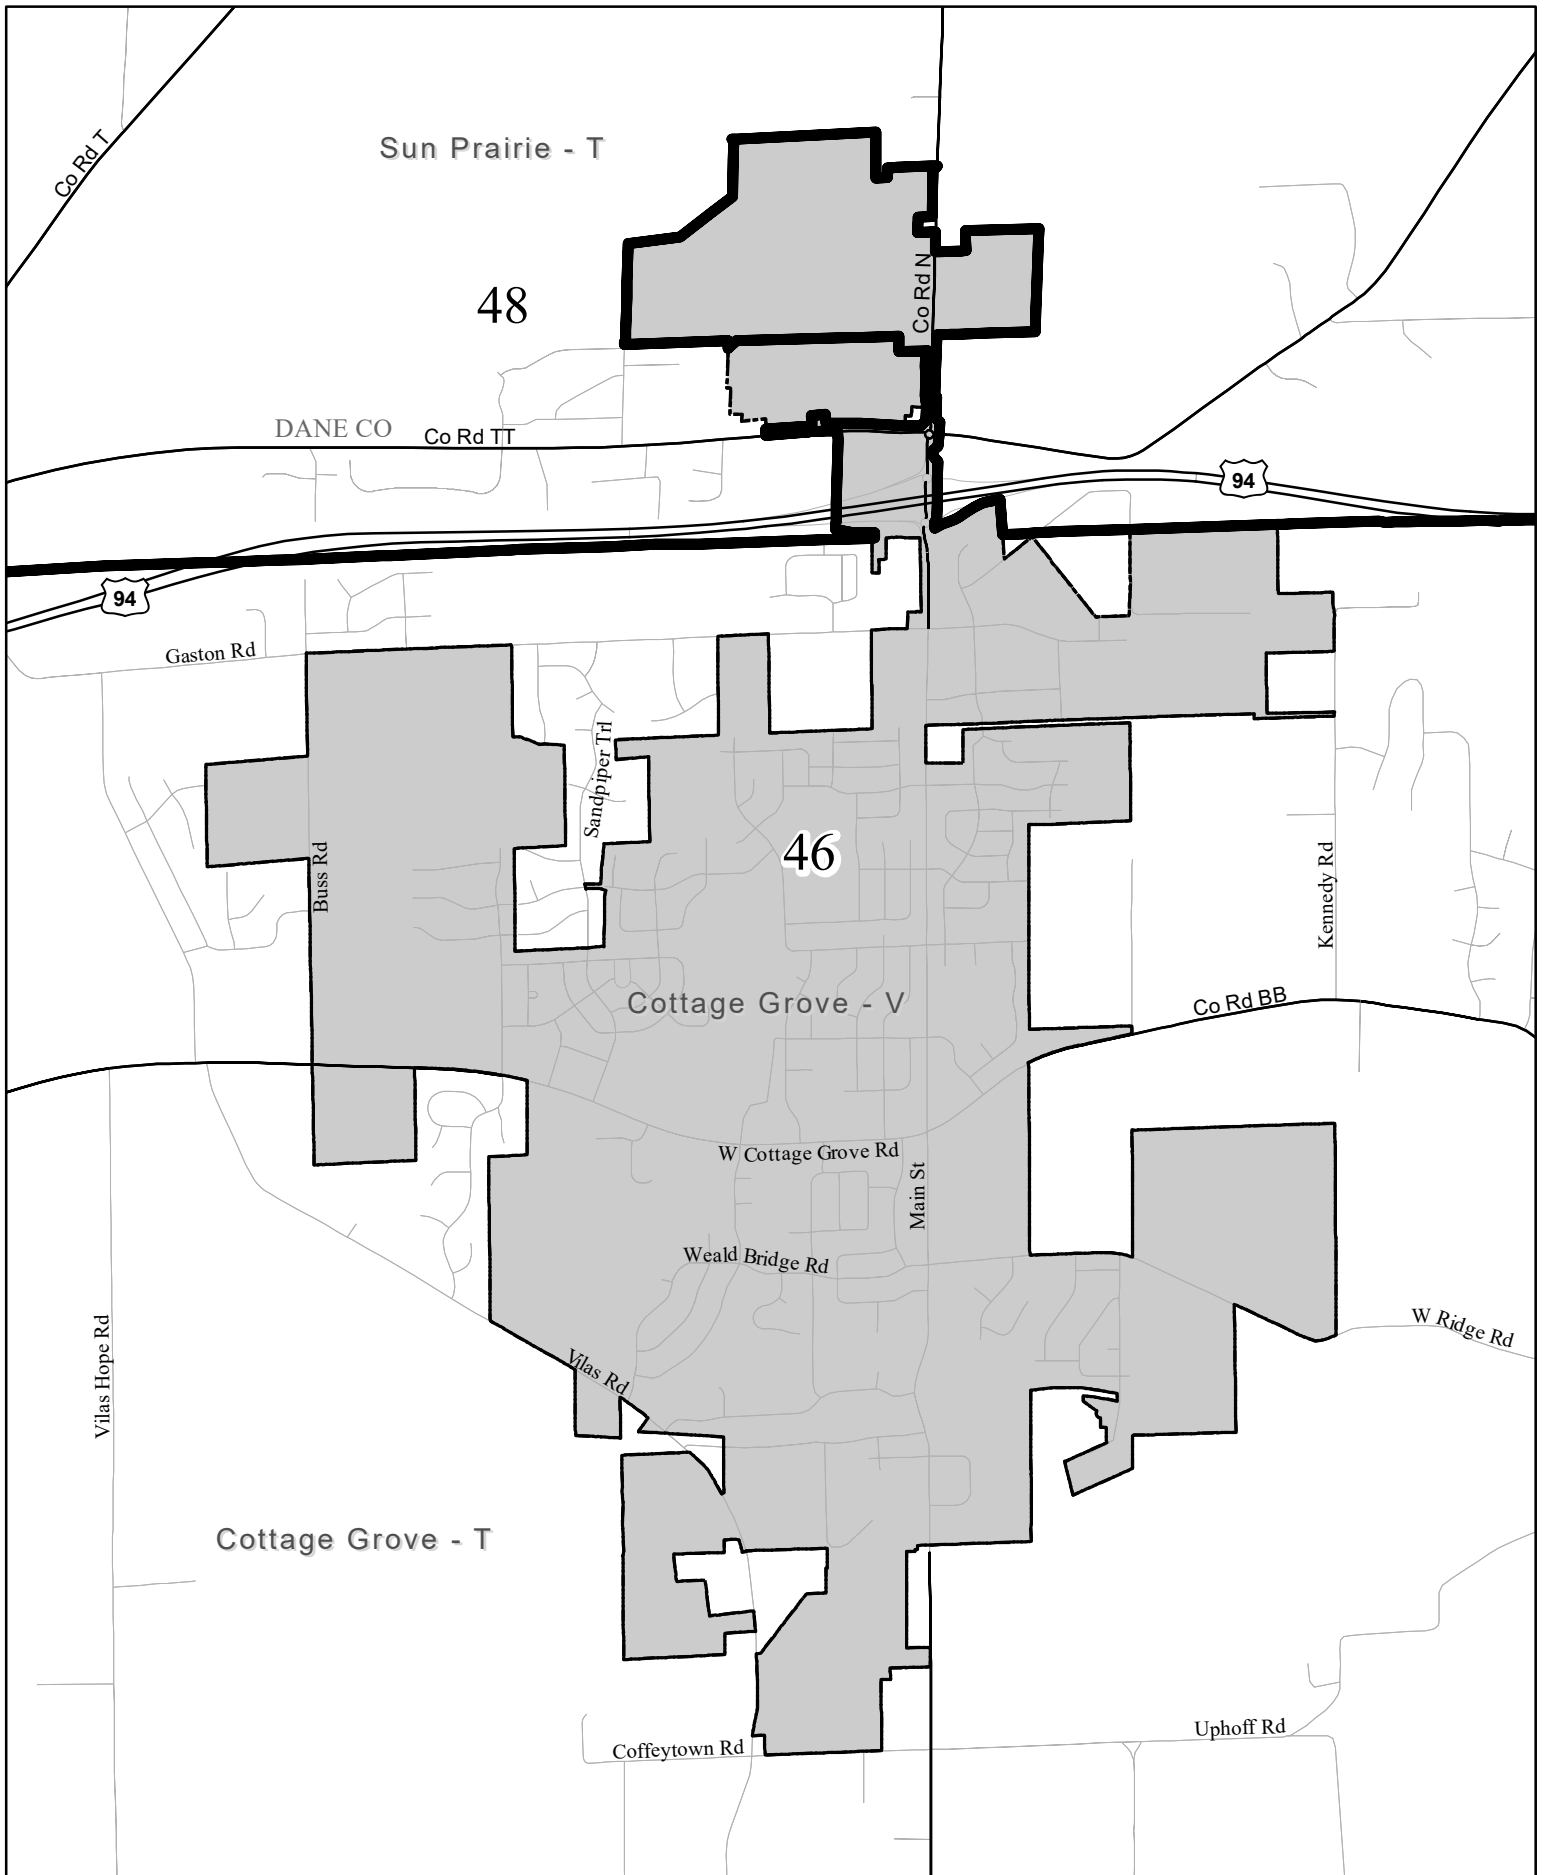 Co Rd T
Sun Prairie - T
48
Co Rd N
DANE CO
Co Rd TT
94
94
Gaston Rd
Sandpiper Trl
46
Buss Rd
Kennedy Rd
Cottage Grove - V
Co Rd BB
W Cottage Grove Rd
Main St
Weald Bridge Rd
Vilas Hope Rd
W Ridge Rd
Vilas Rd
Cottage Grove - T
Uphoff Rd
Coffeytown Rd